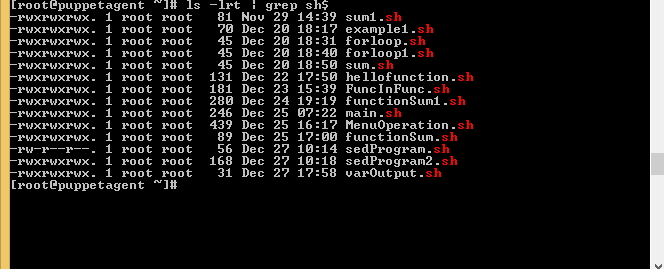 [root@puppetagent ~]# ls -lrt | grep sh$
-rwxrwxrwx. 1 root root 81 Nov 29 14:39 sum1.sh
-rwxrwxrwx. 1 root root 70 Dec 20 18:17 example1.sh
-rwxrwxrwx. 1 root root 45 Dec 20 18:31 forloop.sh
-rwxrwxrwx. 1 root root 45 Dec 20 18:40 forloop1.sh
-rwxrwxrwx. 1 root root 45 Dec 20 18:50 sum.sh
-rwxrwxrwx. 1 root root 131 Dec 22 17:50 hellofunction.sh
-rwxrwxrwx. 1 root root 181 Dec 23 15:39 FuncInFunc.sh
-rwxrwxrwx. 1 root root 280 Dec 24 19:19 functionSum1.sh
-rwxrwxrwx. 1 root root 246 Dec 25 07:22 main.sh
-rwxrwxrwx. 1 root root 439 Dec 25 16:17 MenuOperation.sh
-rwxrwxrwx. 1 root root 89 Dec 25 17:00 functionSum.sh
-rw-r--r--. 1 root root 56 Dec 27 10:14 sedProgram.sh
-rwxrwxrwx. 1 root root 168 Dec 27 10:18 sedProgram2.sh
-rwxrwxrwx. 1 root root 31 Dec 27 17:58 varOutput.sh
[root@puppetagent ~]#